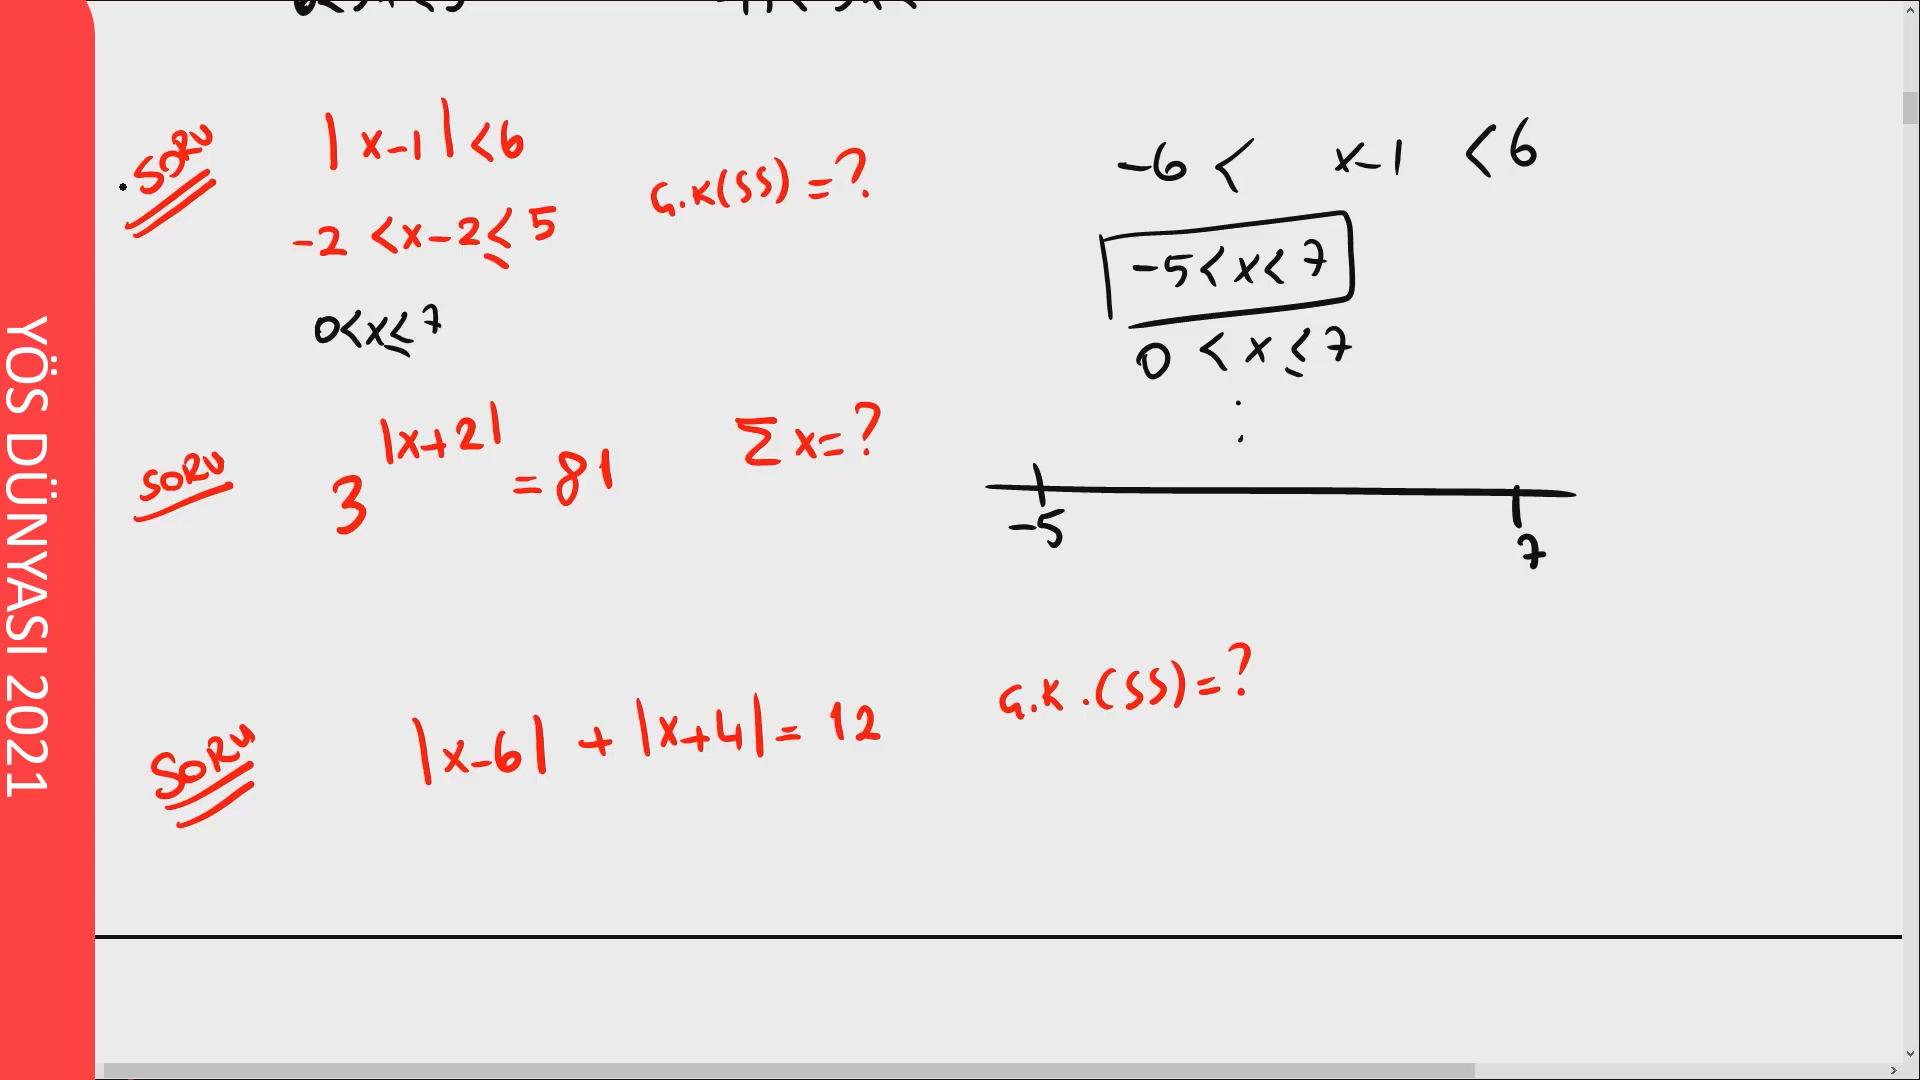 YÖS DÜNYASI 2021
SORU
|x-1| < 6
-2 < x-2 ≤ 5
Ç.K(SS) = ?
0 < x ≤ 7
-6 < x-1 < 6
-5 < x < 7
0 < x ≤ 7
-5 7
SORU
3^|x+2| = 81
Σx = ?
SORU
|x-6| + |x+4| = 12
Ç.K.(SS) = ?